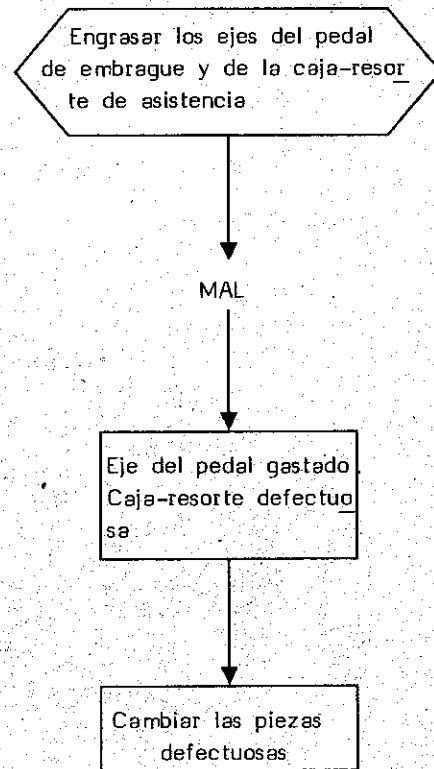 Engrasar los ejes del pedal
de embrague y de la caja-resor
te de asistencia
MAL
Eje del pedal gastado
Caja-resorte defectuo
sa
Cambiar las piezas
defectuosas